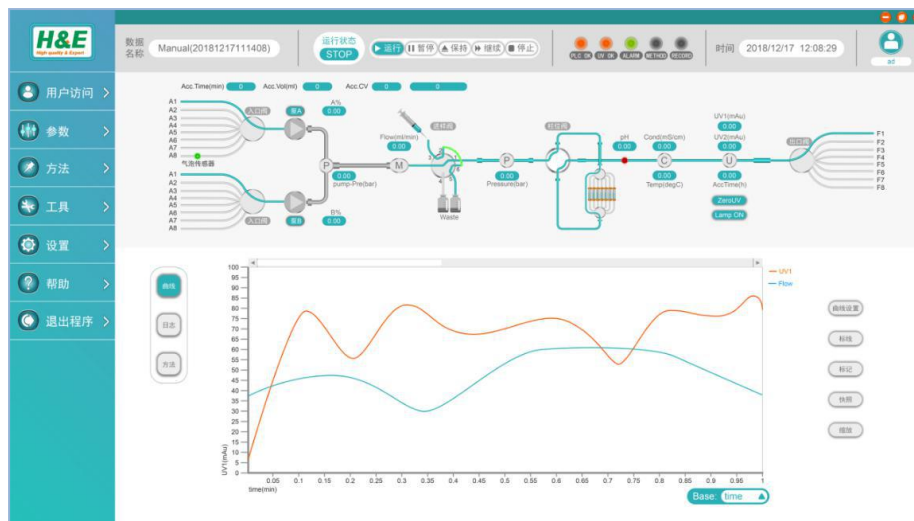 H&E
High quality & Expert
数据名称
Manual(20181217111408)
运行状态
STOP
运行
暂停
保持
继续
停止
PLC OK
UV OK
ALARM
METHOD
RECORD
时间
2018/12/17 12:08:29
ad
用户访问
参数
方法
工具
设置
帮助
退出程序
Acc.Time(min) 0 Acc.Vol(ml) 0 Acc.CV 0 0
A1
A2
A3
A4
A5
A6
A7
A8
气泡传感器
入口阀
泵A
A%
0.00
A1
A2
A3
A4
A5
A6
A7
A8
入口阀
泵B
B%
0.00
P
0.00
pump-Pre(bar)
Flow(ml/min)
0.00
M
进样阀
Waste
P
0.00
Pressure(bar)
柱位阀
pH
0.00
Cond(mS/cm)
0.00
C
0.00
Temp(degC)
UV1(mAu)
0.00
UV2(mAu)
0.00
U
0.00
AccTime(h)
ZeroUV
Lamp ON
出口阀
F1
F2
F3
F4
F5
F6
F7
F8
曲线
日志
方法
100
95
90
85
80
75
70
65
60
55
50
45
40
35
30
25
20
15
10
5
0
UV1(mAu)
0.05 0.1 0.15 0.2 0.25 0.3 0.35 0.4 0.45 0.5 0.55 0.6 0.65 0.7 0.75 0.8 0.85 0.9 0.95 1
time(min)
UV1
Flow
曲线设置
标线
标记
快照
缩放
Base: time